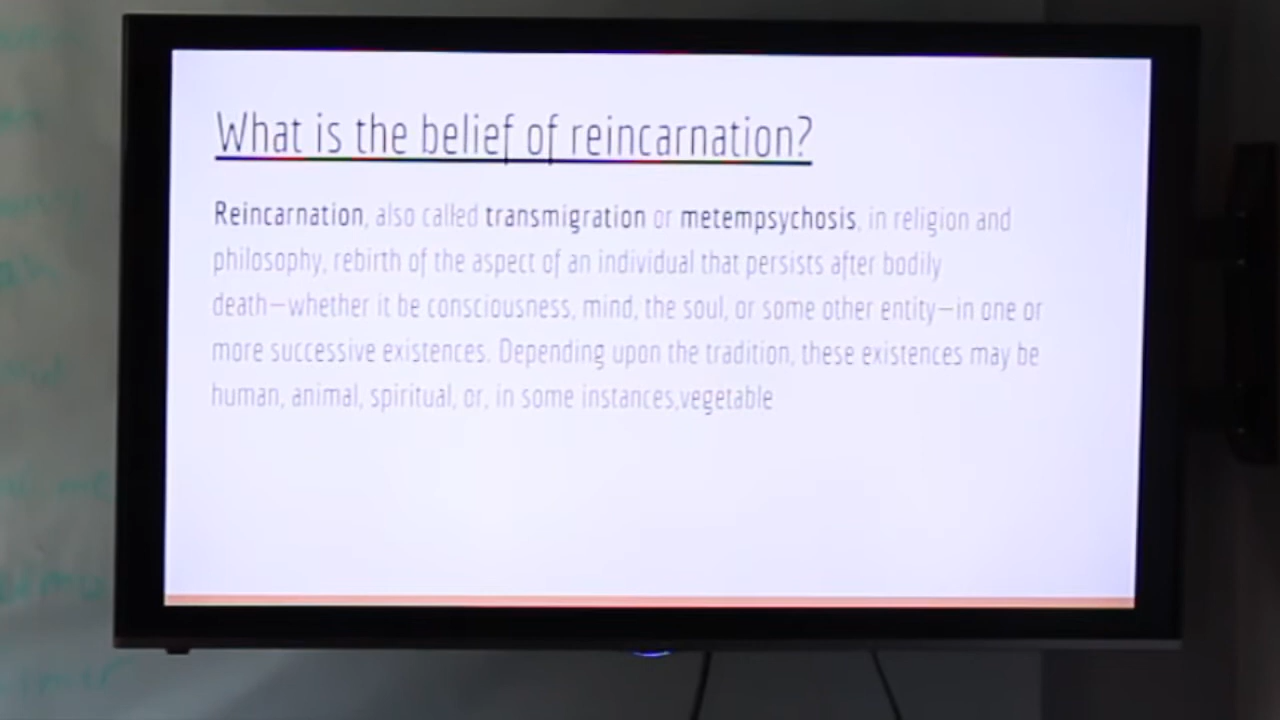 What is the belief of reincarnation?
Reincarnation, also called transmigration or metempsychosis, in religion and
philosophy, rebirth of the aspect of an individual that persists after bodily
death—whether it be consciousness, mind, the soul, or some other entity—in one or
more successive existences. Depending upon the tradition, these existences may be
human, animal, spiritual, or, in some instances,vegetable